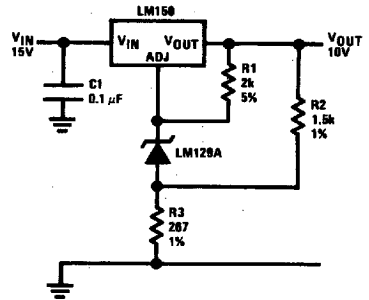 LM150
VIN
15V
VIN
VOUT
ADJ
VOUT
10V
C1
0.1 μF
R1
2k
5%
R2
1.5k
1%
LM129A
R3
267
1%